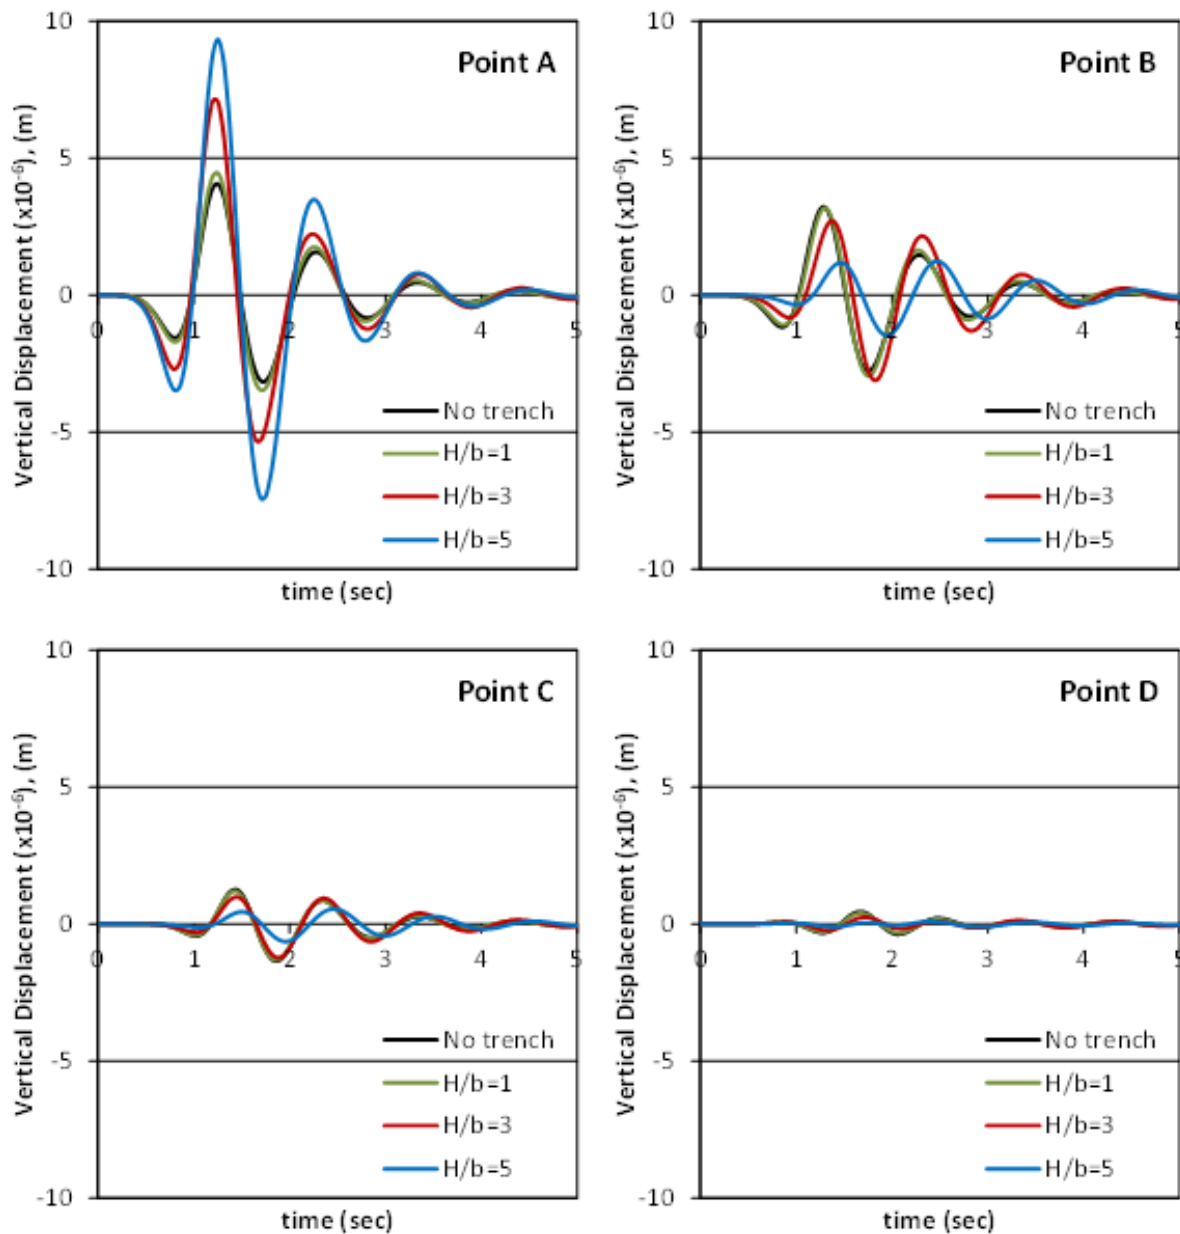 Point A
Vertical Displacement (x10⁻⁶), (m)
10
5
0
-5
-10
0 1 2 3 4 5
No trench
H/b=1
H/b=3
H/b=5
time (sec)
Point B
Vertical Displacement (x10⁻⁶), (m)
10
5
0
-5
-10
0 1 2 3 4 5
No trench
H/b=1
H/b=3
H/b=5
time (sec)
Point C
Vertical Displacement (x10⁻⁶), (m)
10
5
0
-5
-10
0 1 2 3 4 5
No trench
H/b=1
H/b=3
H/b=5
time (sec)
Point D
Vertical Displacement (x10⁻⁶), (m)
10
5
0
-5
-10
0 1 2 3 4 5
No trench
H/b=1
H/b=3
H/b=5
time (sec)